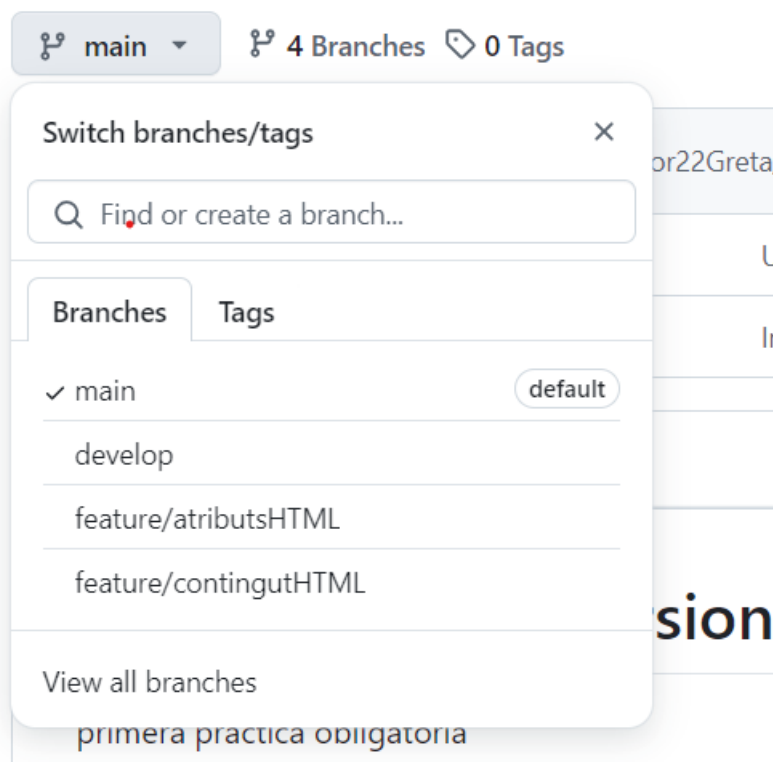 main 4 Branches 0 Tags
Switch branches/tags
Find or create a branch...
Branches Tags
main default
develop
feature/atributsHTML
feature/contingutHTML
View all branches
primera practica obligatoria